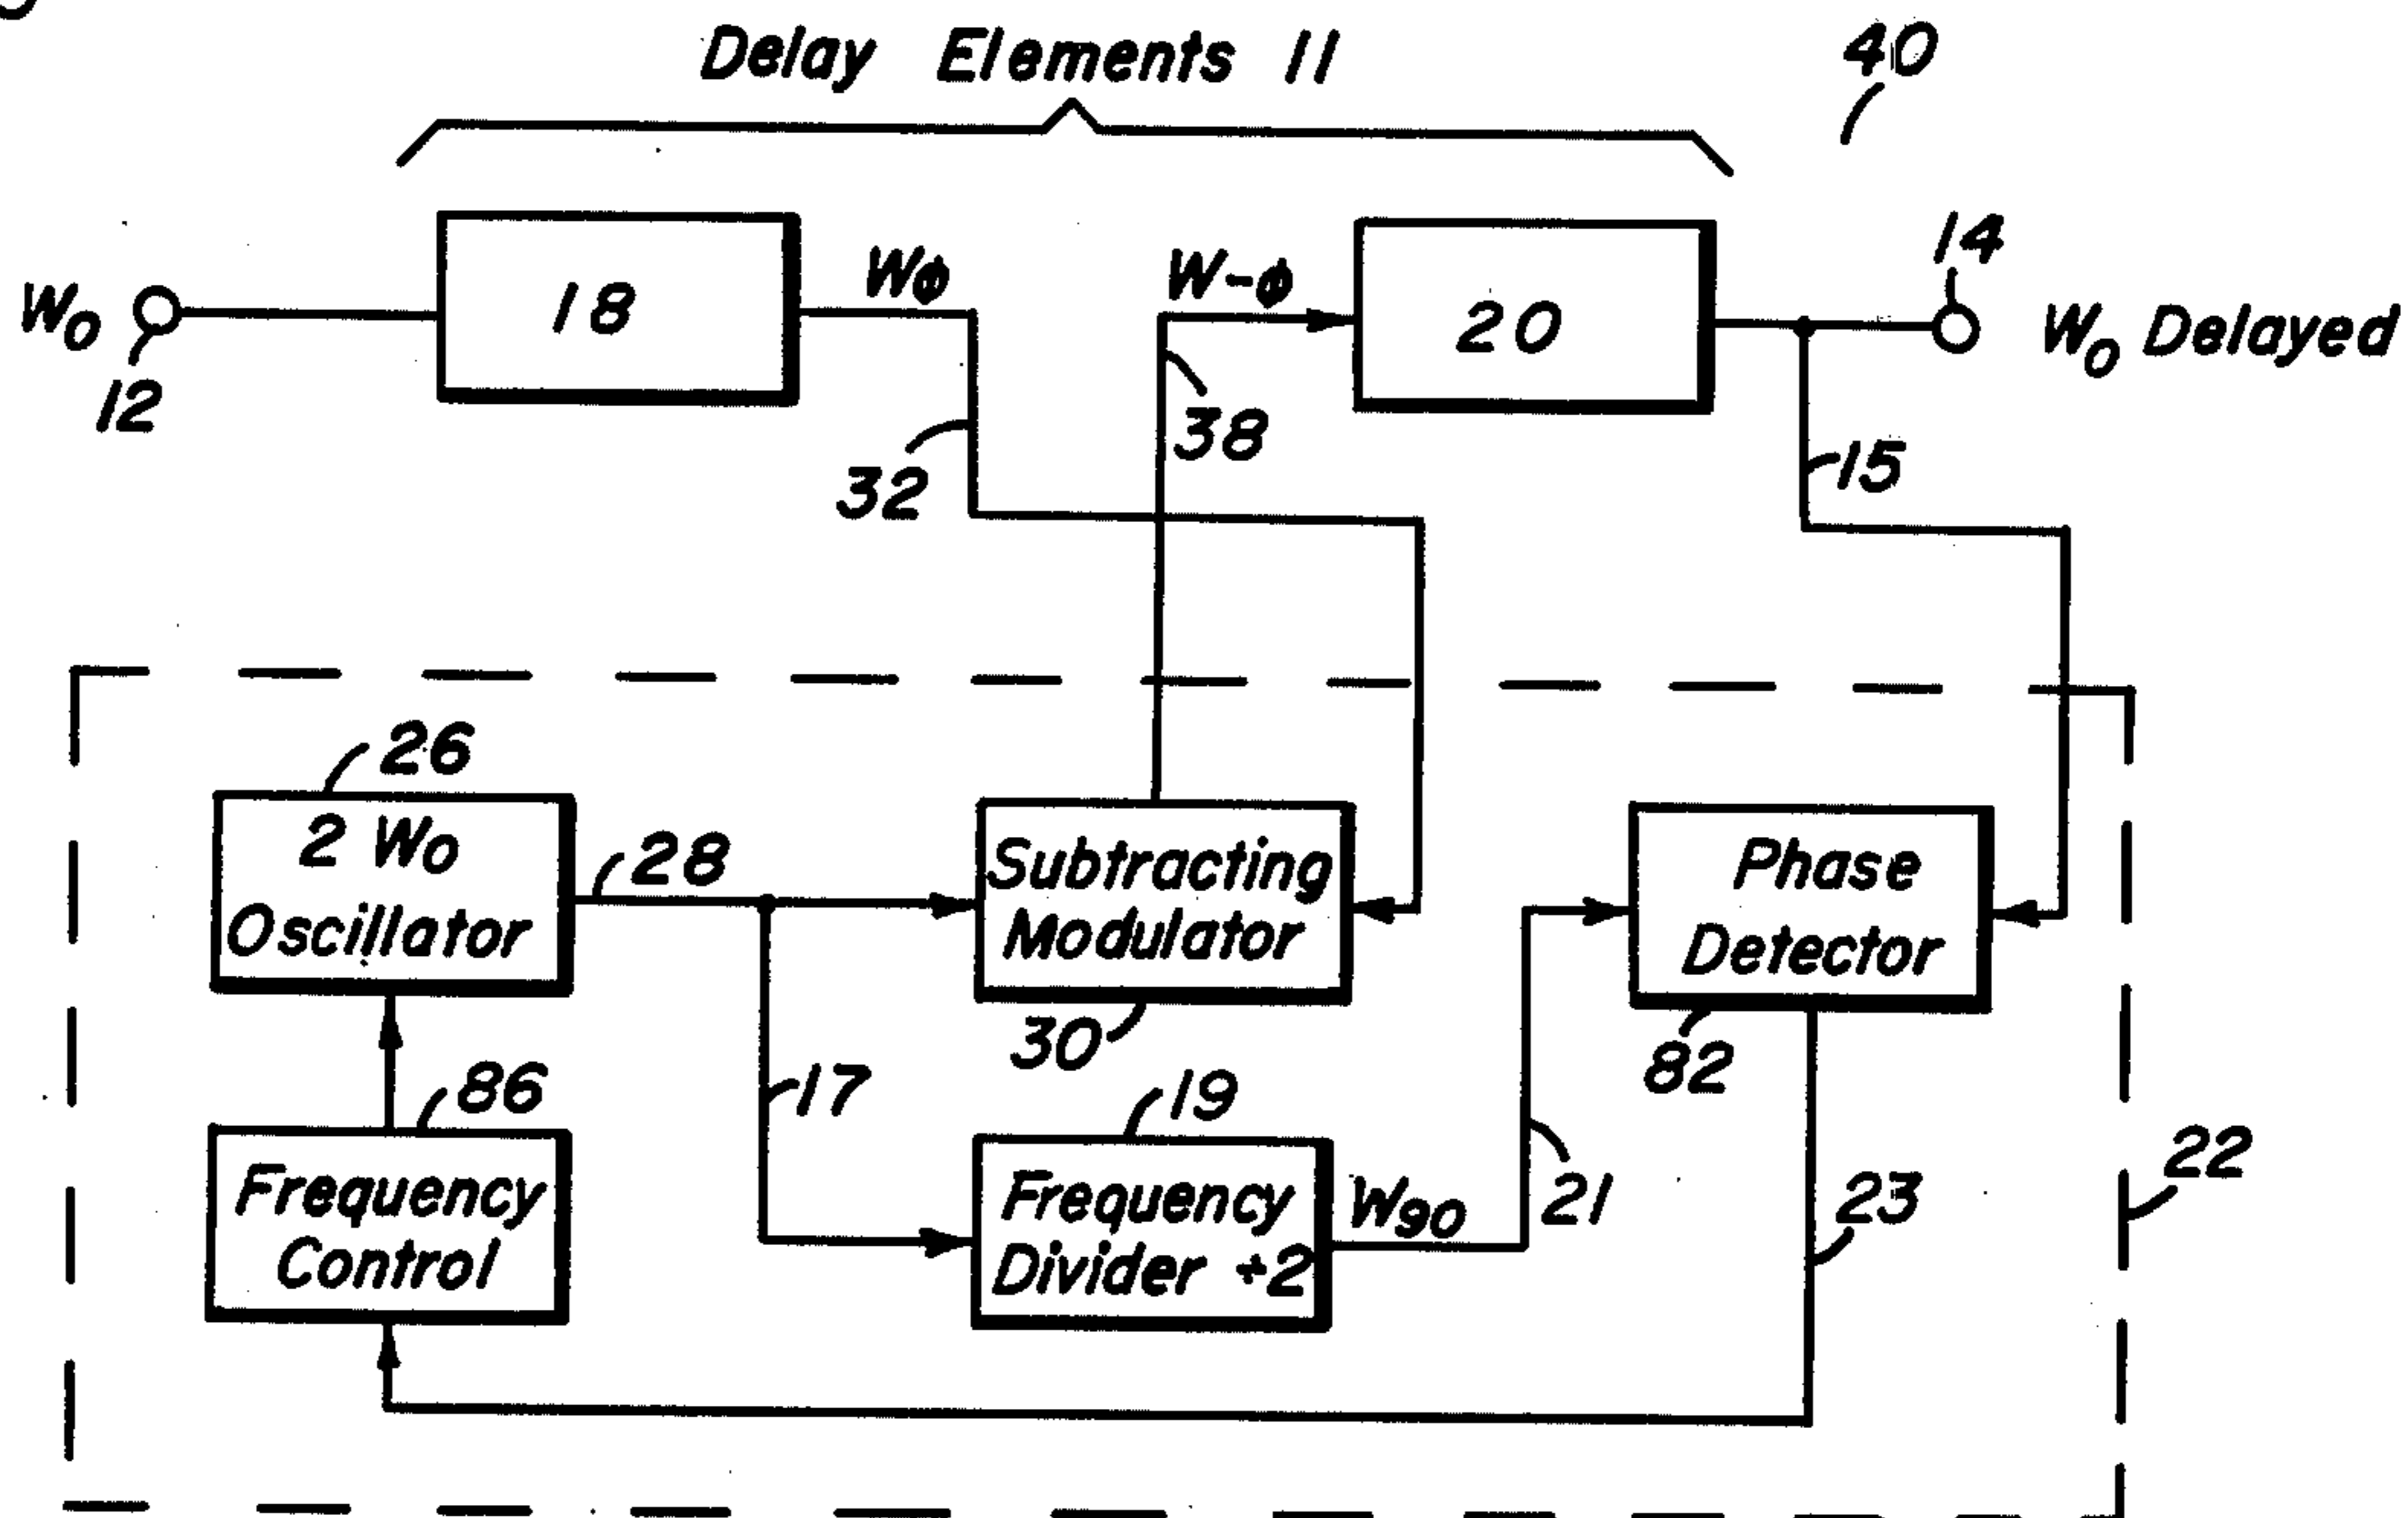 Delay Elements 11
40
W₀
12
18
Wφ
W-φ
20
14
W₀ Delayed
32
38
15
26
2 W₀
Oscillator
28
Subtracting
Modulator
30
Phase
Detector
82
17
86
Frequency
Control
19
Frequency
Divider ÷2
W₉₀
21
23
22